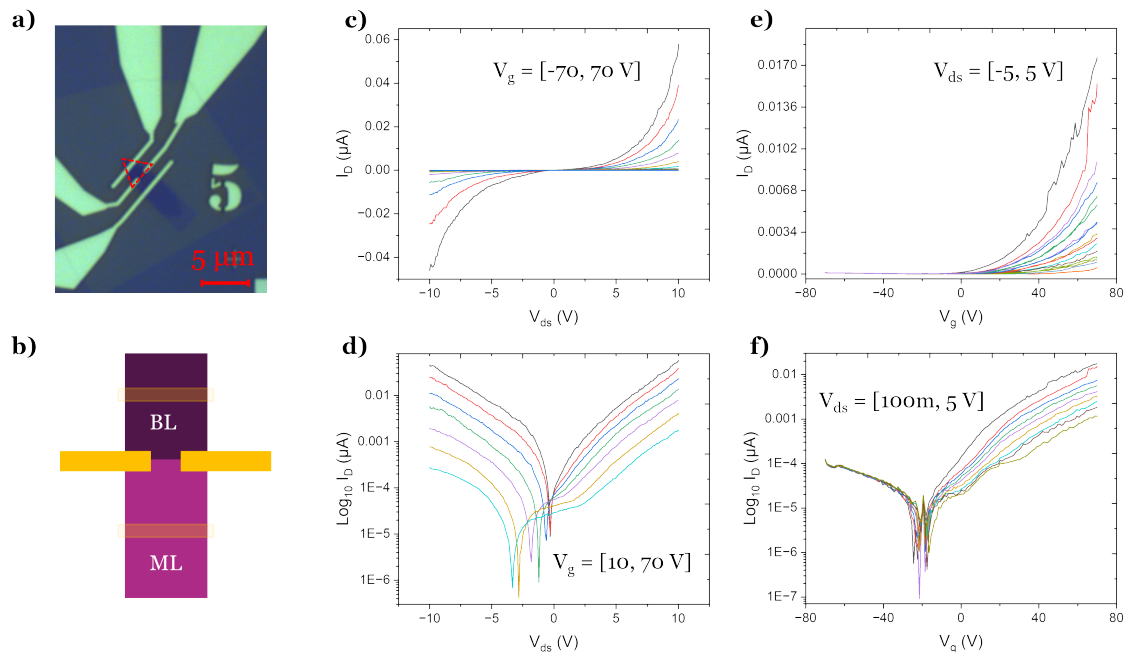 a)
5
5 μm
b)
BL
ML
c)
V_g = [-70, 70 V]
I_D (μA)
0.06
0.04
0.02
0.00
−0.02
−0.04
−10
−5
0
5
10
V_ds (V)
d)
Log_10 I_D (μA)
0.01
0.001
1E−4
1E−5
1E−6
V_g = [10, 70 V]
−10
−5
0
5
10
V_ds (V)
e)
V_ds = [-5, 5 V]
I_D (μA)
0.0170
0.0136
0.0102
0.0068
0.0034
0.0000
−80
−40
0
40
80
V_g (V)
f)
V_ds = [100m, 5 V]
Log_10 I_D (μA)
0.01
0.001
1E−4
1E−5
1E−6
1E−7
−80
−40
0
40
80
V_g (V)